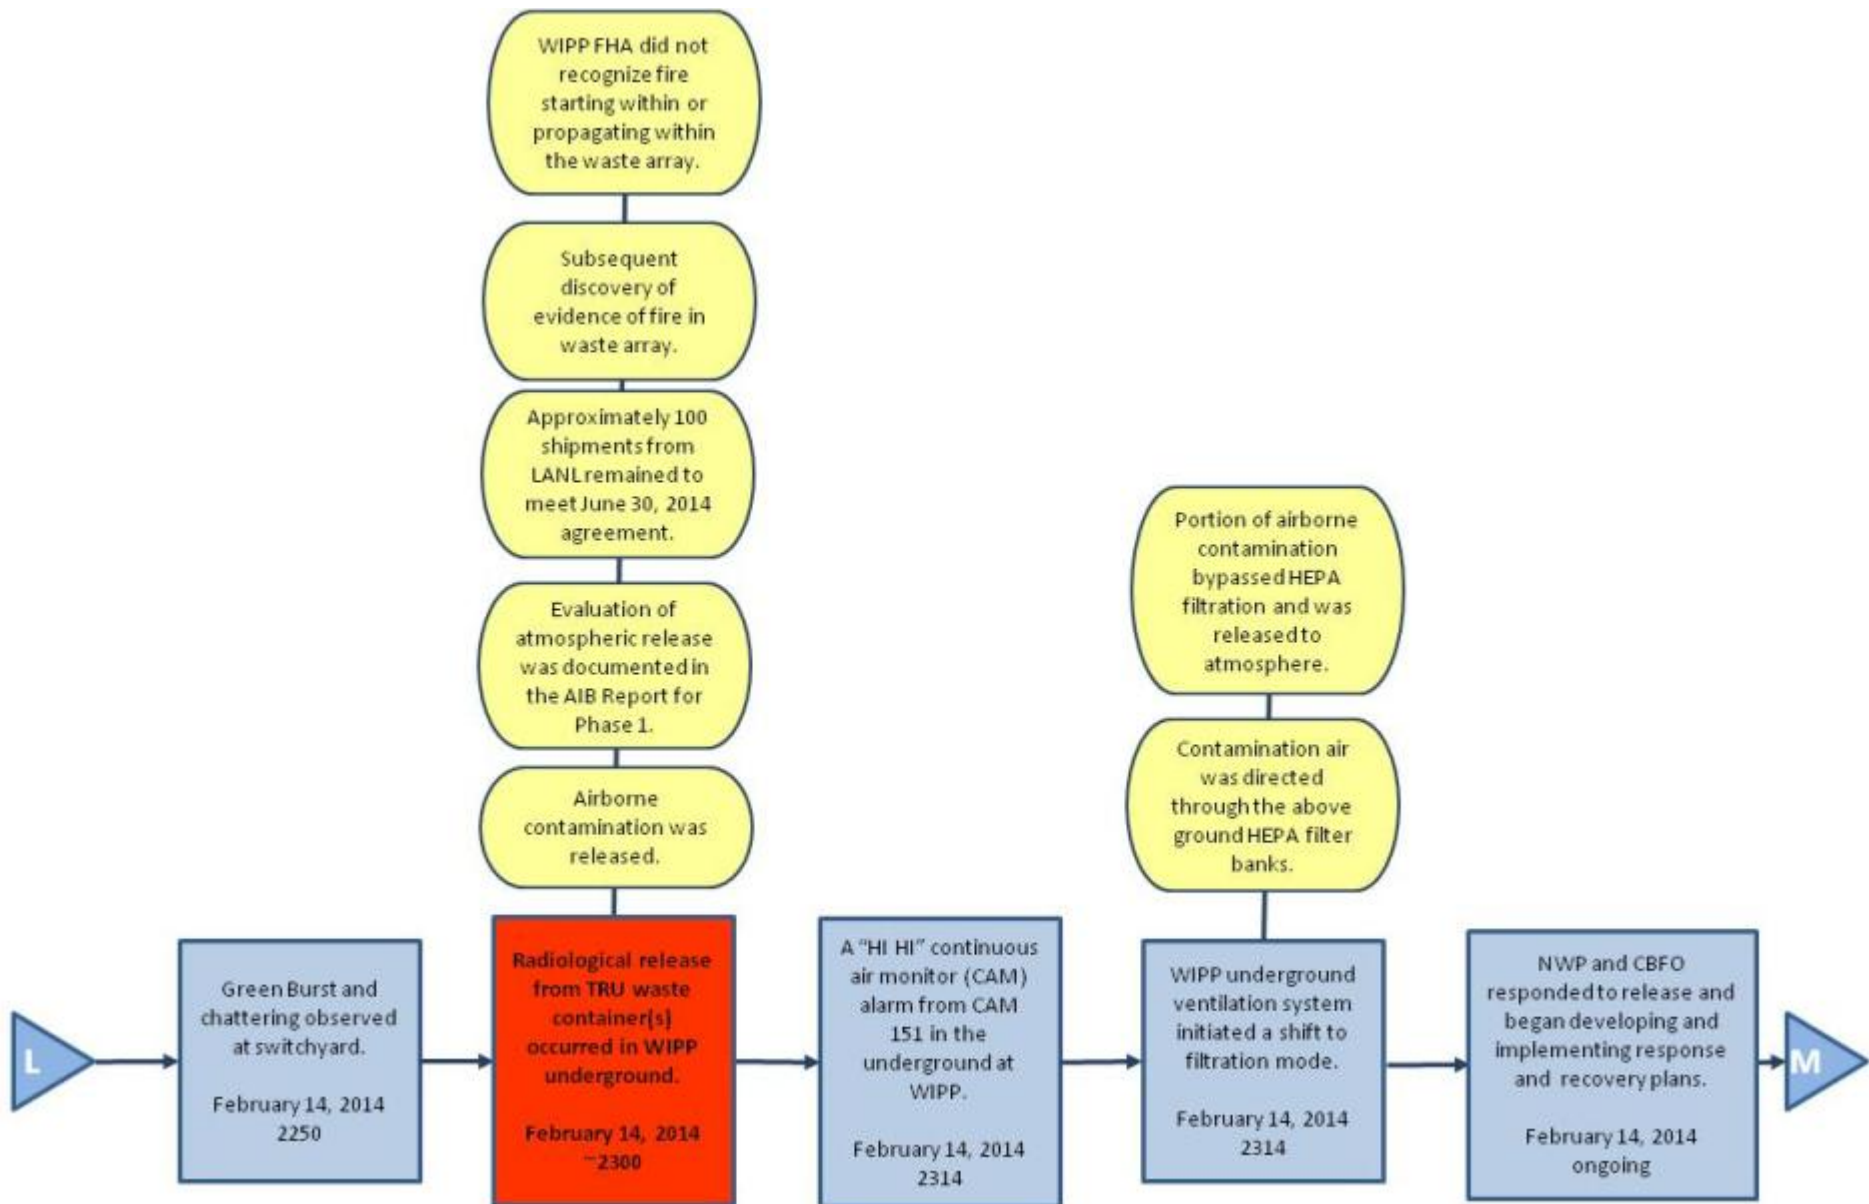 WIPP FHA did not
recognize fire
starting within or
propagating within
the waste array.
Subsequent
discovery of
evidence of fire in
waste array.
Approximately 100
shipments from
LANL remained to
meet June 30, 2014
agreement.
Evaluation of
atmospheric release
was documented in
the AIB Report for
Phase 1.
Airborne
contamination was
released.
Portion of airborne
contamination
bypassed HEPA
filtration and was
released to
atmosphere.
Contamination air
was directed
through the above
ground HEPA filter
banks.
L
Green Burst and
chattering observed
at switchyard.
February 14, 2014
2250
Radiological release
from TRU waste
container(s)
occurred in WIPP
underground.
February 14, 2014
~2300
A "HI HI" continuous
air monitor (CAM)
alarm from CAM
151 in the
underground at
WIPP.
February 14, 2014
2314
WIPP underground
ventilation system
initiated a shift to
filtration mode.
February 14, 2014
2314
NWP and CBFO
responded to release and
began developing and
implementing response
and recovery plans.
February 14, 2014
ongoing
M